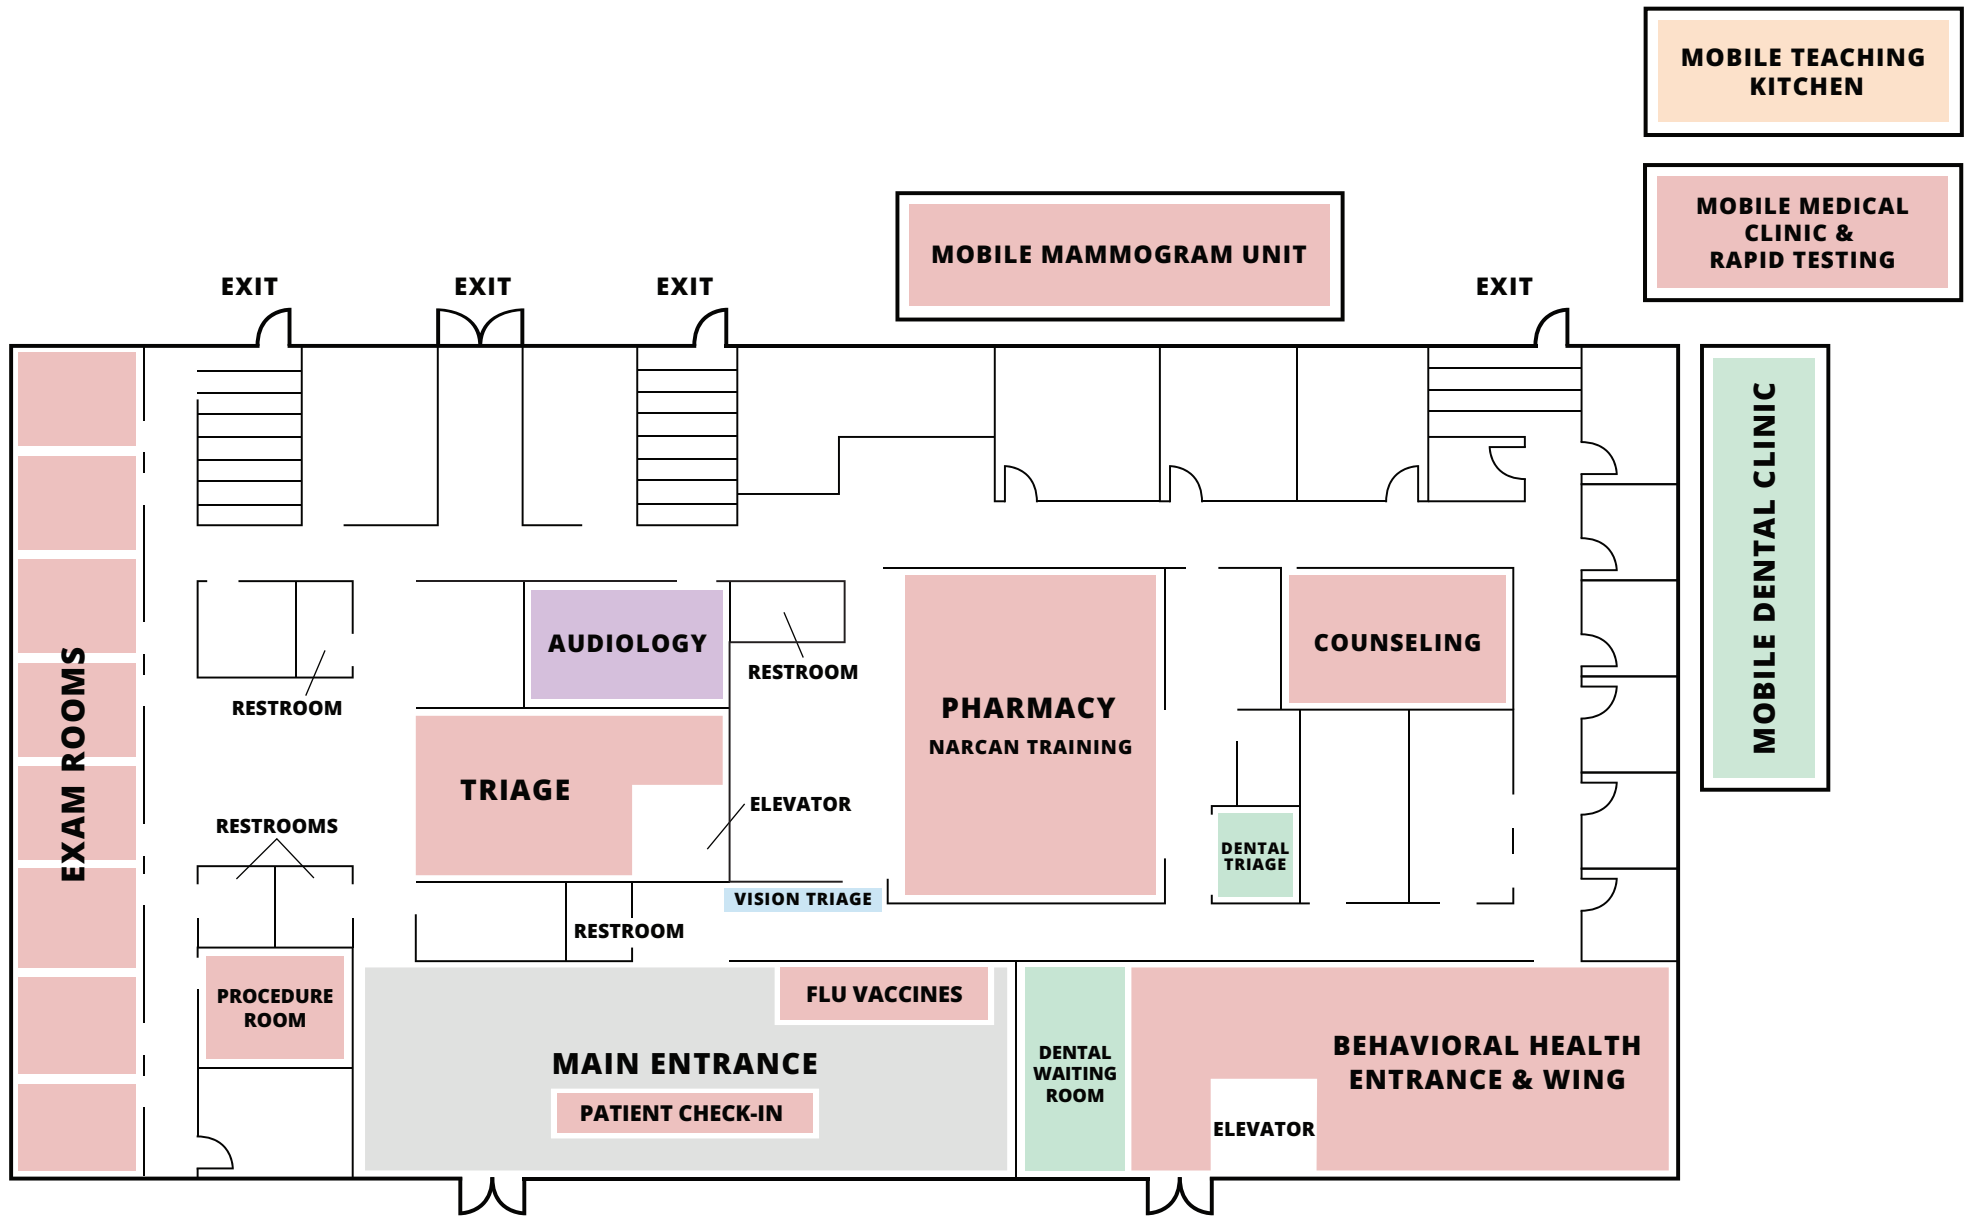 MOBILE TEACHING
KITCHEN
MOBILE MEDICAL
CLINIC &
RAPID TESTING
MOBILE MAMMOGRAM UNIT
EXIT
EXIT
EXIT
EXIT
MOBILE DENTAL CLINIC
EXAM ROOMS
AUDIOLOGY
RESTROOM
RESTROOM
COUNSELING
PHARMACY
NARCAN TRAINING
TRIAGE
ELEVATOR
RESTROOMS
DENTAL
TRIAGE
VISION TRIAGE
RESTROOM
PROCEDURE
ROOM
FLU VACCINES
MAIN ENTRANCE
PATIENT CHECK-IN
DENTAL
WAITING
ROOM
BEHAVIORAL HEALTH
ENTRANCE & WING
ELEVATOR